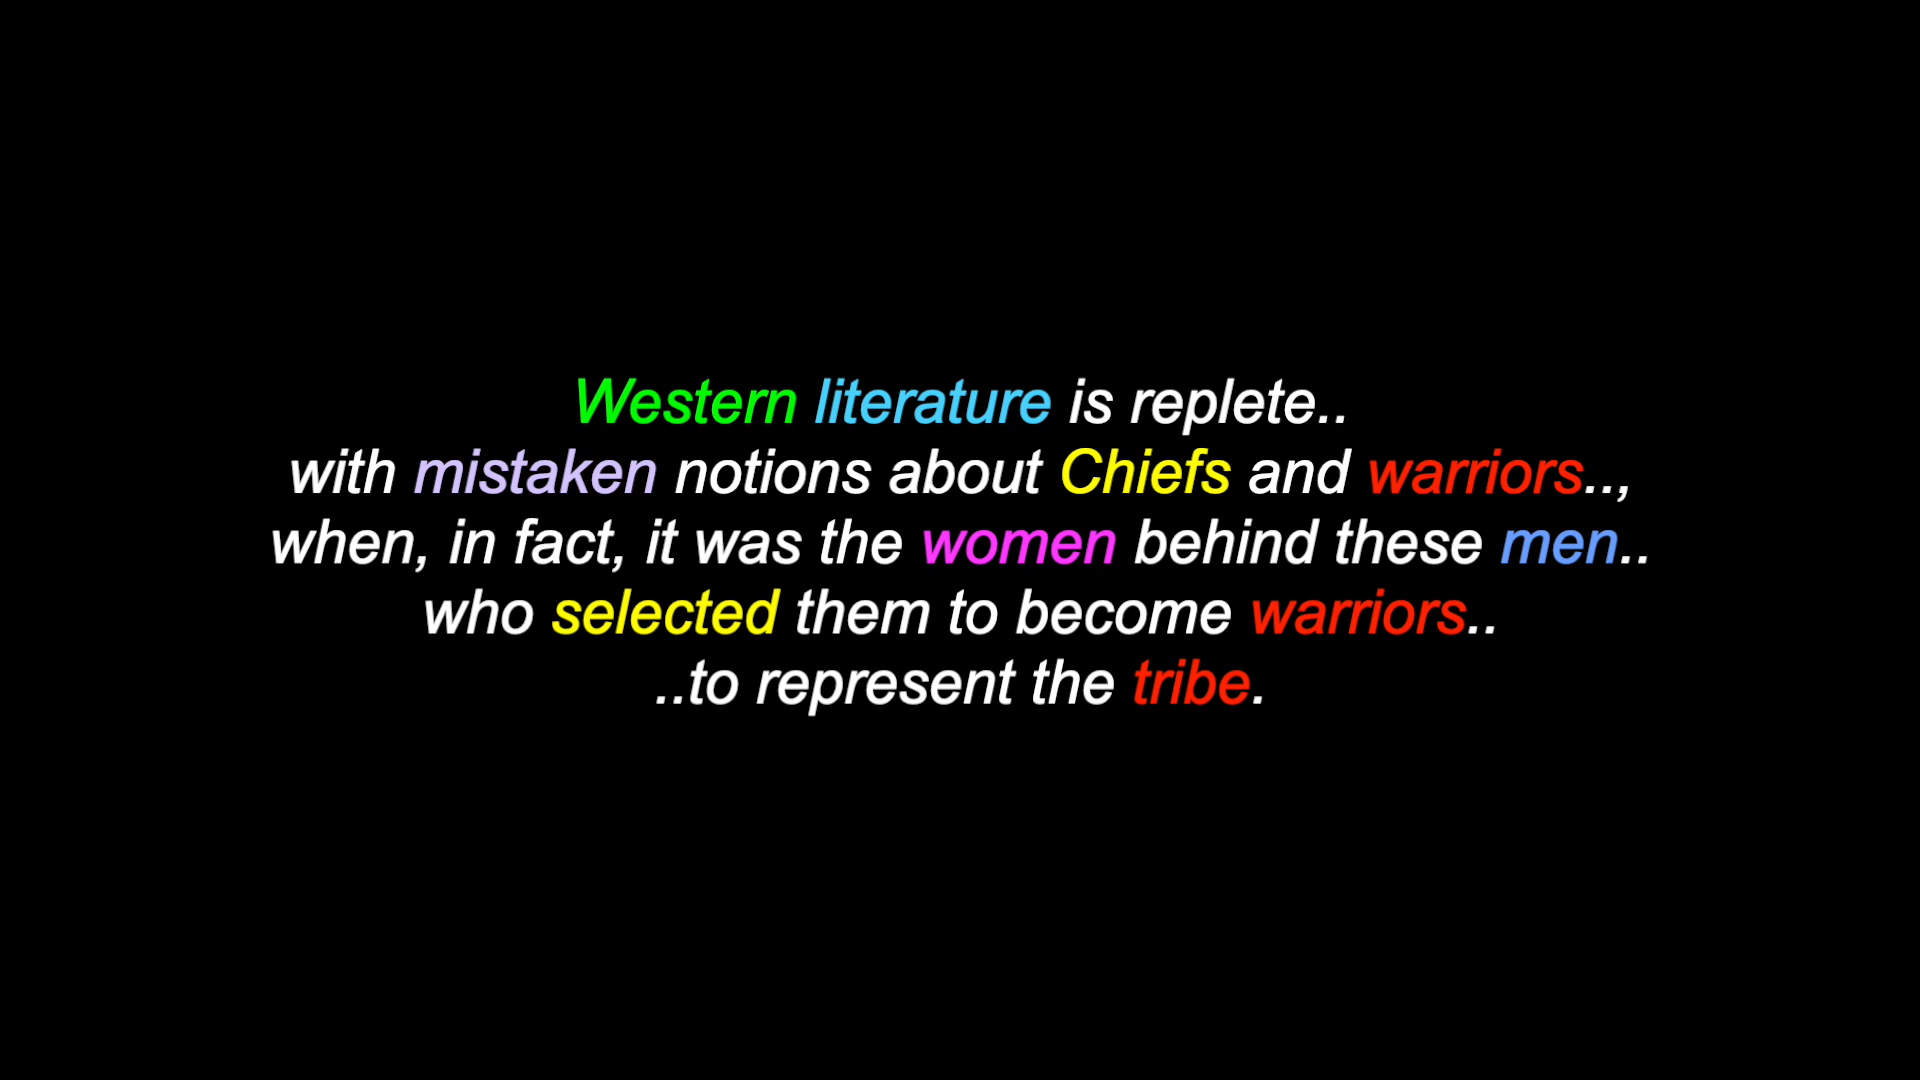 Western literature is replete..
with mistaken notions about Chiefs and warriors..,
when, in fact, it was the women behind these men..
who selected them to become warriors..
..to represent the tribe.